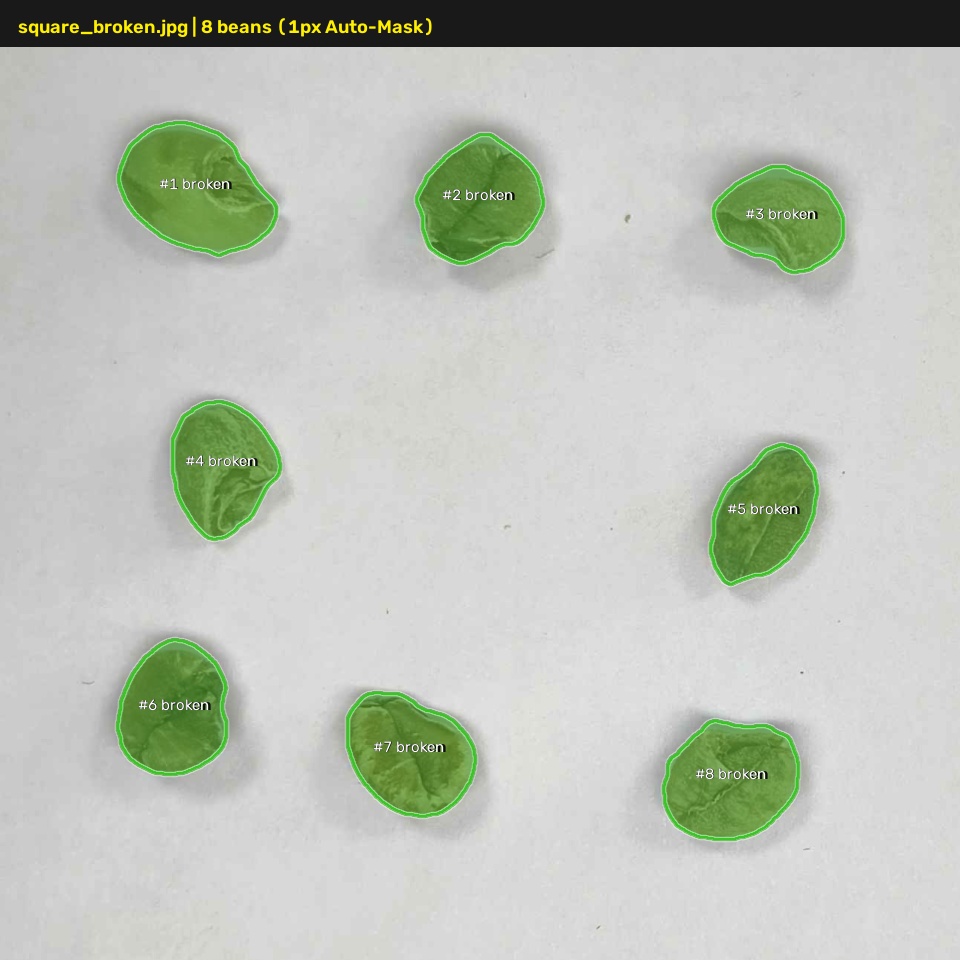 square_broken.jpg | 8 beans (1px Auto-Mask)
#1 broken
#2 broken
#3 broken
#4 broken
#5 broken
#6 broken
#7 broken
#8 broken